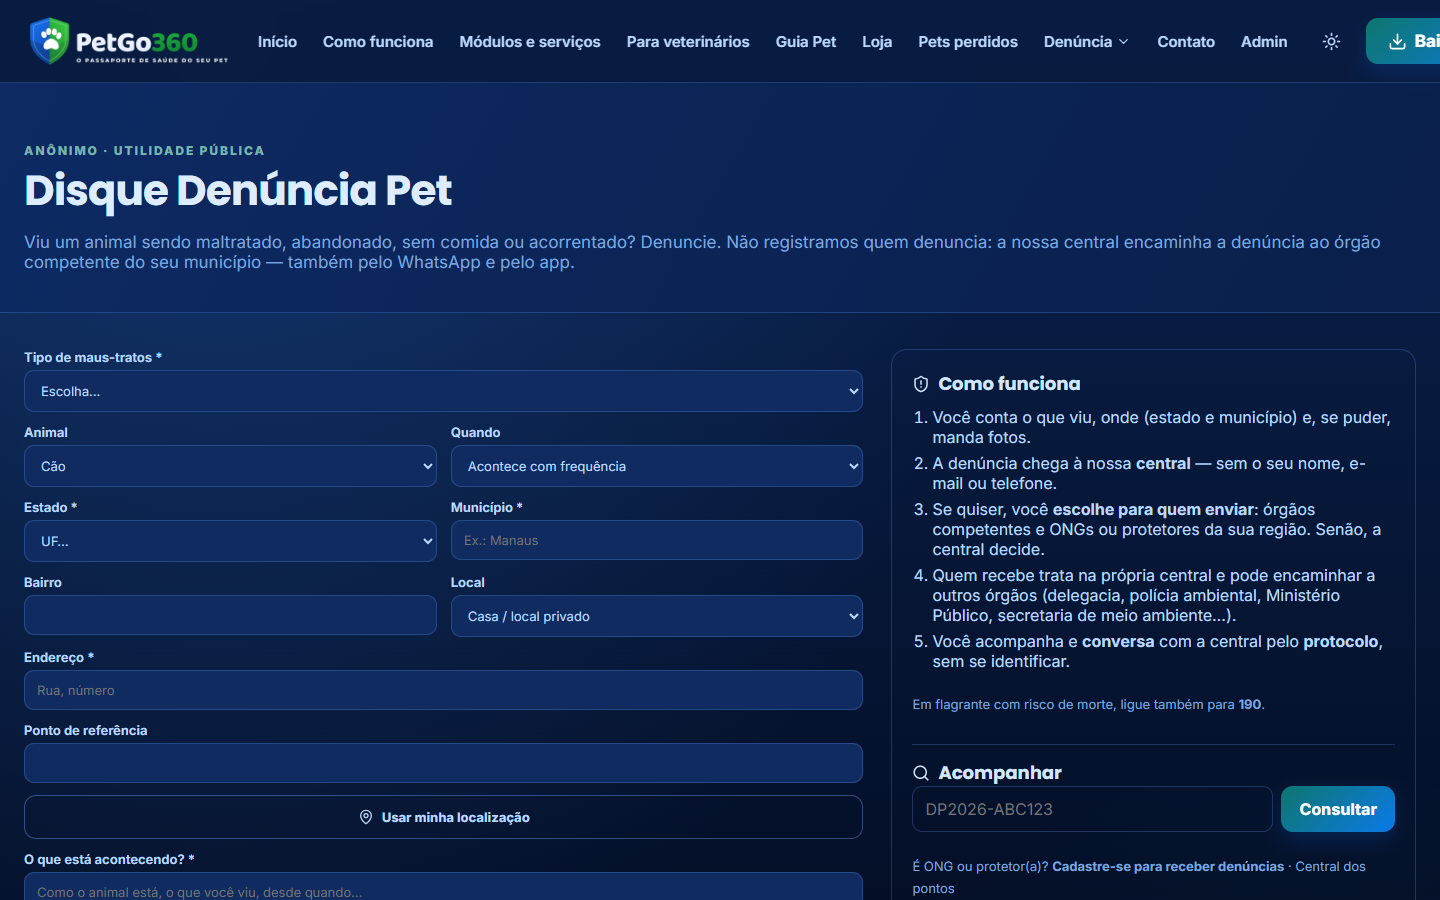 PetGo360
O PASSAPORTE DE SAÚDE DO SEU PET
Início
Como funciona
Módulos e serviços
Para veterinários
Guia Pet
Loja
Pets perdidos
Denúncia
Contato
Admin
Bai
ANÔNIMO · UTILIDADE PÚBLICA
Disque Denúncia Pet
Viu um animal sendo maltratado, abandonado, sem comida ou acorrentado? Denuncie. Não registramos quem denuncia: a nossa central encaminha a denúncia ao órgão
competente do seu município — também pelo WhatsApp e pelo app.
Tipo de maus-tratos *
Escolha...
Animal
Quando
Cão
Acontece com frequência
Estado *
Município *
UF...
Ex.: Manaus
Bairro
Local
Casa / local privado
Endereço *
Rua, número
Ponto de referência
Usar minha localização
O que está acontecendo? *
Como o animal está, o que você viu, desde quando...
Como funciona
1. Você conta o que viu, onde (estado e município) e, se puder,
manda fotos.
2. A denúncia chega à nossa central — sem o seu nome, e-
mail ou telefone.
3. Se quiser, você escolhe para quem enviar: órgãos
competentes e ONGs ou protetores da sua região. Senão, a
central decide.
4. Quem recebe trata na própria central e pode encaminhar a
outros órgãos (delegacia, polícia ambiental, Ministério
Público, secretaria de meio ambiente...).
5. Você acompanha e conversa com a central pelo protocolo,
sem se identificar.
Em flagrante com risco de morte, ligue também para 190.
Acompanhar
DP2026-ABC123
Consultar
É ONG ou protetor(a)? Cadastre-se para receber denúncias · Central dos
pontos